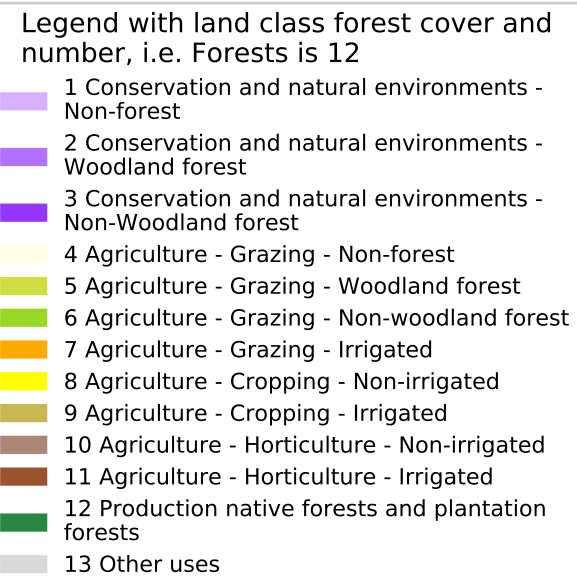 Legend with land class forest cover and
number, i.e. Forests is 12
1 Conservation and natural environments -
Non-forest
2 Conservation and natural environments -
Woodland forest
3 Conservation and natural environments -
Non-Woodland forest
4 Agriculture - Grazing - Non-forest
5 Agriculture - Grazing - Woodland forest
6 Agriculture - Grazing - Non-woodland forest
7 Agriculture - Grazing - Irrigated
8 Agriculture - Cropping - Non-irrigated
9 Agriculture - Cropping - Irrigated
10 Agriculture - Horticulture - Non-irrigated
11 Agriculture - Horticulture - Irrigated
12 Production native forests and plantation
forests
13 Other uses